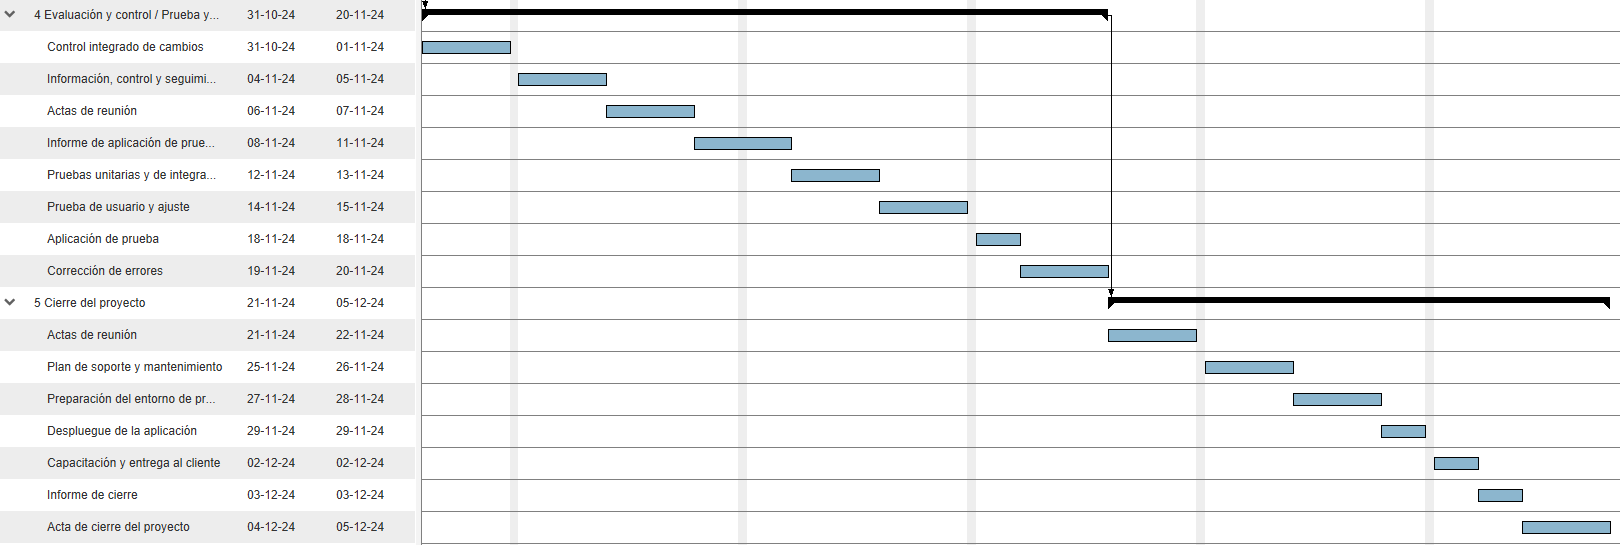 4 Evaluación y control / Prueba y... 31-10-24 20-11-24
Control integrado de cambios 31-10-24 01-11-24
Información, control y seguimi... 04-11-24 05-11-24
Actas de reunión 06-11-24 07-11-24
Informe de aplicación de prue... 08-11-24 11-11-24
Pruebas unitarias y de integra... 12-11-24 13-11-24
Prueba de usuario y ajuste 14-11-24 15-11-24
Aplicación de prueba 18-11-24 18-11-24
Corrección de errores 19-11-24 20-11-24
5 Cierre del proyecto 21-11-24 05-12-24
Actas de reunión 21-11-24 22-11-24
Plan de soporte y mantenimiento 25-11-24 26-11-24
Preparación del entorno de pr... 27-11-24 28-11-24
Despluegue de la aplicación 29-11-24 29-11-24
Capacitación y entrega al cliente 02-12-24 02-12-24
Informe de cierre 03-12-24 03-12-24
Acta de cierre del proyecto 04-12-24 05-12-24